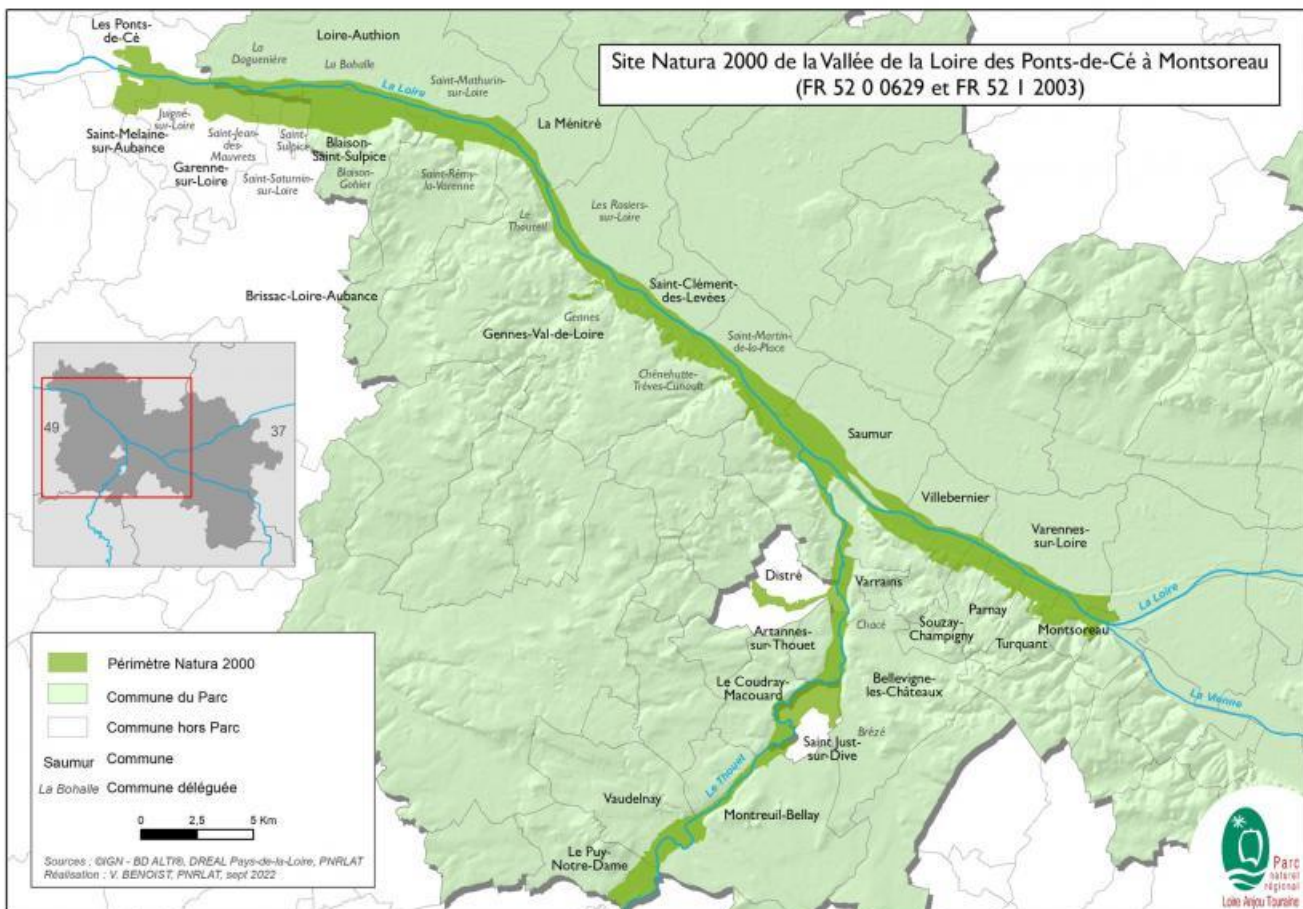 Site Natura 2000 de la Vallée de la Loire des Ponts-de-Cé à Montsoreau
(FR 52 0 0629 et FR 52 1 2003)
Les Ponts-
de-Cé
La
Daguenière
Loire-Authion
La Bohalle
Saint-Mathurin-
sur-Loire
La Loire
La Ménitré
Juigné-
sur-Loire
Saint-Melaine-
sur-Aubance
Saint-Jean-
des-
Mauvrets
Saint-
Sulpice
Blaison-
Saint-Sulpice
Garenne-
sur-Loire
Saint-Saturnin-
sur-Loire
Blaison-
Gohier
Saint-Rémy-
la-Varenne
Les Rosiers-
sur-Loire
Le
Thoureil
Brissac-Loire-Aubance
Saint-Clément-
des-Levées
Gennes
Gennes-Val-de-Loire
Saint-Martin-
de-la-Place
Chênehutte-
Trèves-Cunault
49
37
Saumur
Villebernier
Varennes-
sur-Loire
Distré
Varrains
La Loire
Parnay
Chacé
Souzay-
Champigny
Montsoreau
Turquant
Artannes-
sur-Thouet
Le Coudray-
Macouard
Bellevigne-
les-Châteaux
La Vienne
Brézé
Saint Just-
sur-Dive
Le Thouet
Vaudelnay
Montreuil-Bellay
Le Puy-
Notre-Dame
Périmètre Natura 2000
Commune du Parc
Commune hors Parc
Saumur Commune
La Bohalle Commune déléguée
0 2,5 5 Km
Sources : ©IGN - BD ALTI®, DREAL Pays-de-la-Loire, PNRLAT
Réalisation : V. BENOIST, PNRLAT, sept 2022
Parc
naturel
régional
Loire Anjou Touraine